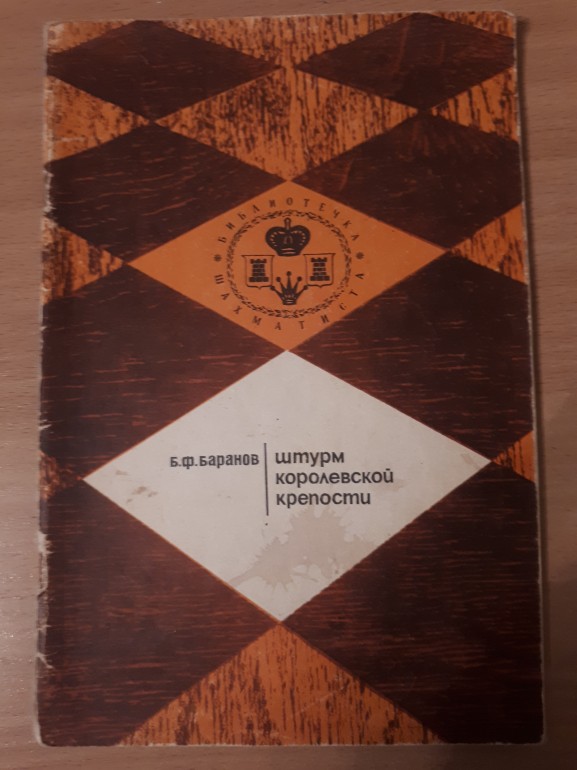 БИБЛИОТЕЧКА
ШАХМАТИСТА
Б.Ф.Баранов
штурм
королевской
крепости